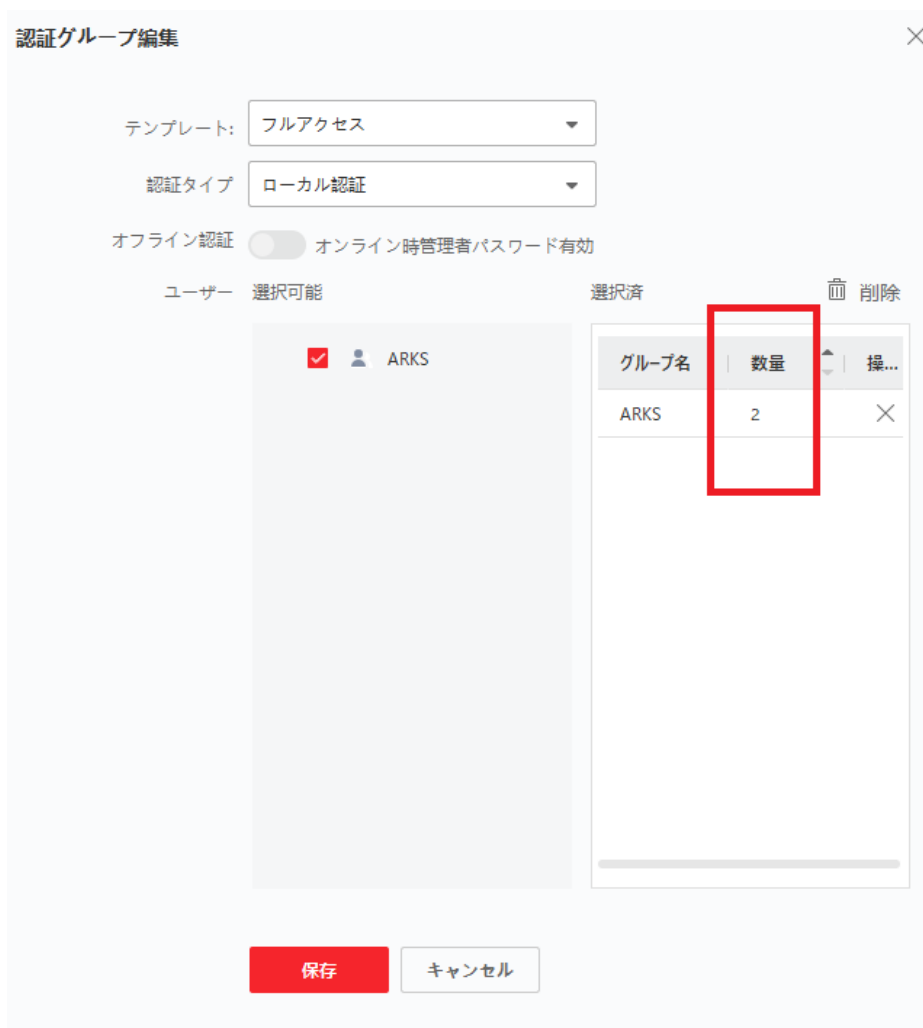 認証グループ編集
テンプレート: フルアクセス
認証タイプ ローカル認証
オフライン認証 オンライン時管理者パスワード有効
ユーザー 選択可能 選択済 削除
ARKS
グループ名 数量 操...
ARKS 2
保存 キャンセル